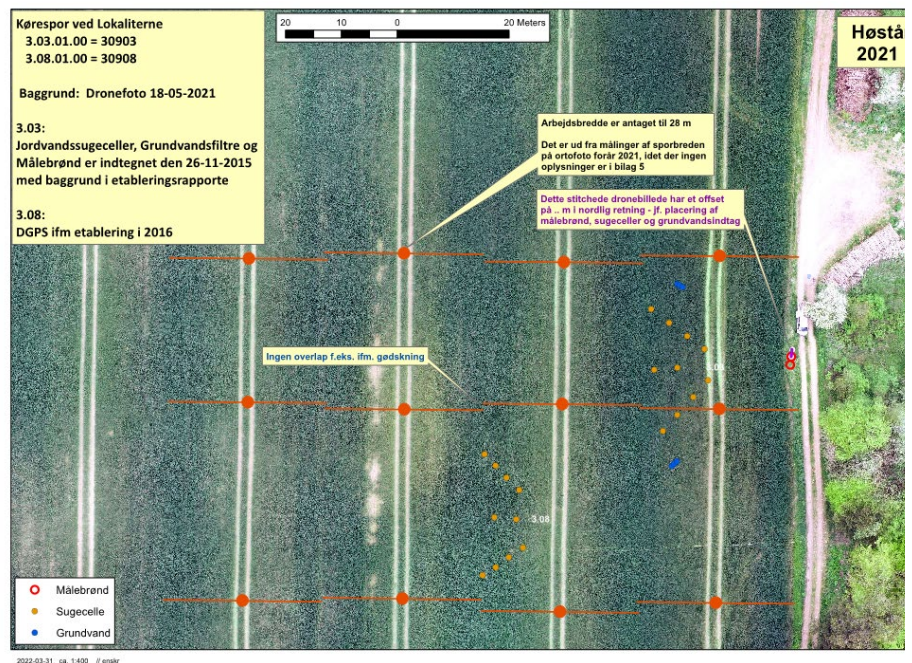 Kørespor ved Lokaliterne
3.03.01.00 = 30903
3.08.01.00 = 30908
Baggrund: Dronefoto 18-05-2021
3.03:
Jordvandssugeceller, Grundvandsfiltre og
Målebrønd er indtegnet den 26-11-2015
med baggrund i etableringsrapporte
3.08:
DGPS ifm etablering i 2016
20 10 0 20 Meters
Høstår
2021
Arbejdsbredde er antaget til 28 m
Det er ud fra målinger af sporbreden
på ortofoto forår 2021, idet der ingen
oplysninger er i bilag 5
Dette stitchede dronebillede har et offset
på .. m i nordlig retning - jf. placering af
målebrønd, sugeceller og grundvandsindtag
Ingen overlap f.eks. ifm. gødskning
3.08
Målebrønd
Sugecelle
Grundvand
2022-03-31 ca. 1:400 // enskr